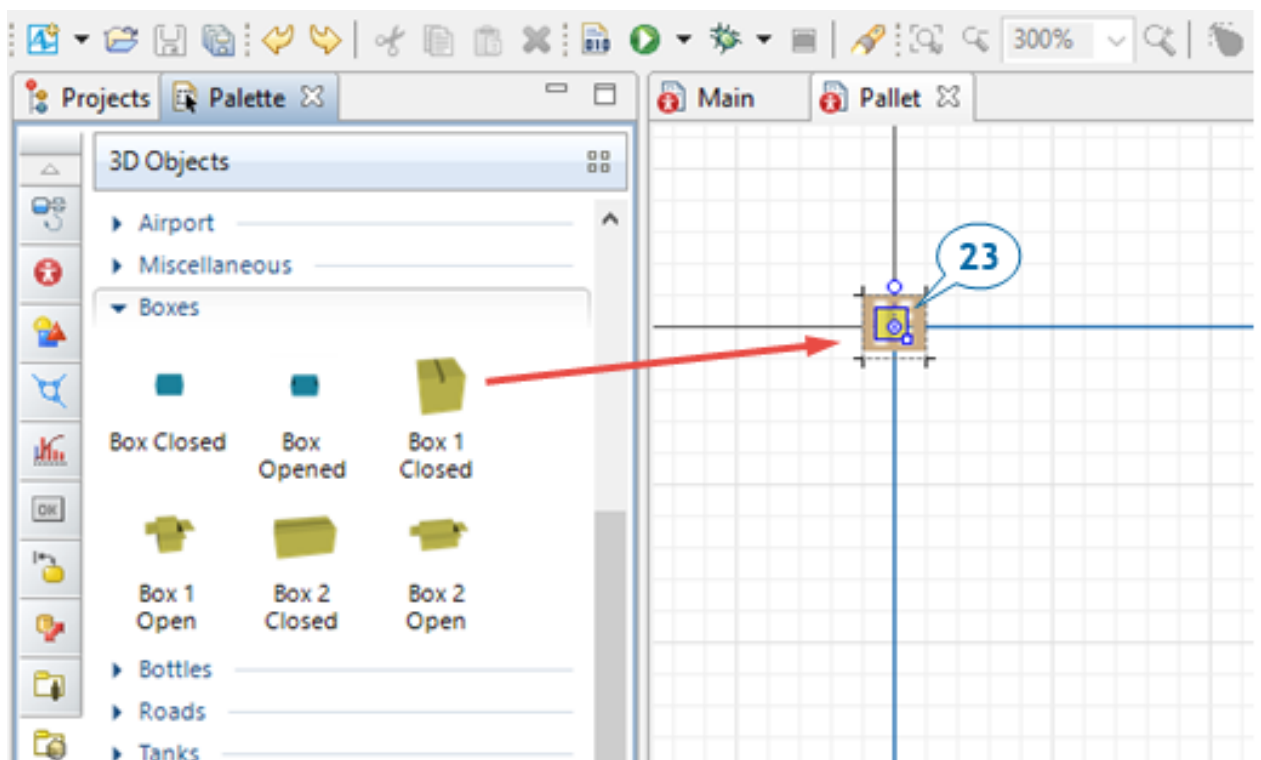 010
300%
Projects
Palette
Main
Pallet
3D Objects
Airport
Miscellaneous
Boxes
23
Box Closed
Box
Opened
Box 1
Closed
OK
Box 1
Open
Box 2
Closed
Box 2
Open
Bottles
Roads
Tanks